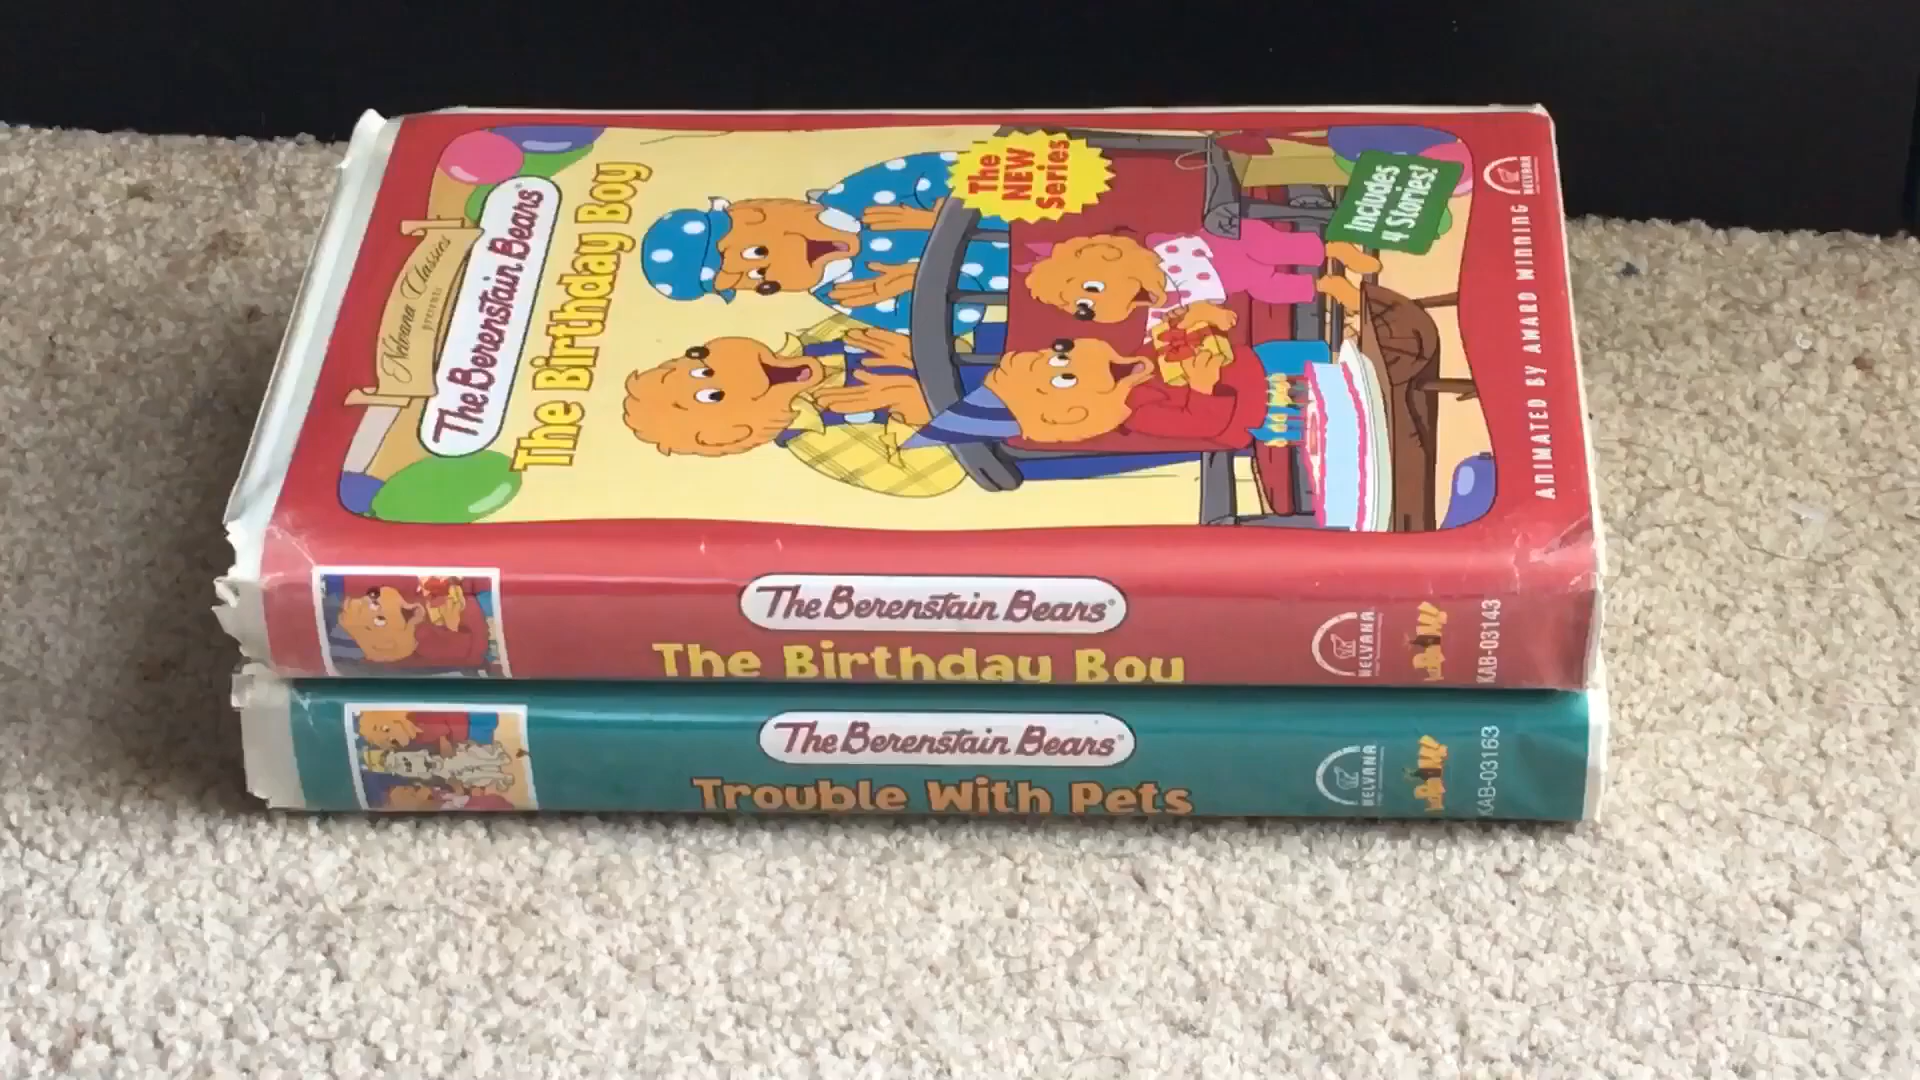 Nelvana Classics
presents
The Berenstain Bears®
The Birthday Boy
The
NEW
Series
Includes
4 Stories!
NELVANA
ANIMATED BY AWARD WINNING
The Berenstain Bears®
The Birthday Boy
NELVANA
KaBOOM!
KAB-03143
The Berenstain Bears®
Trouble With Pets
NELVANA
KaBOOM!
KAB-03163